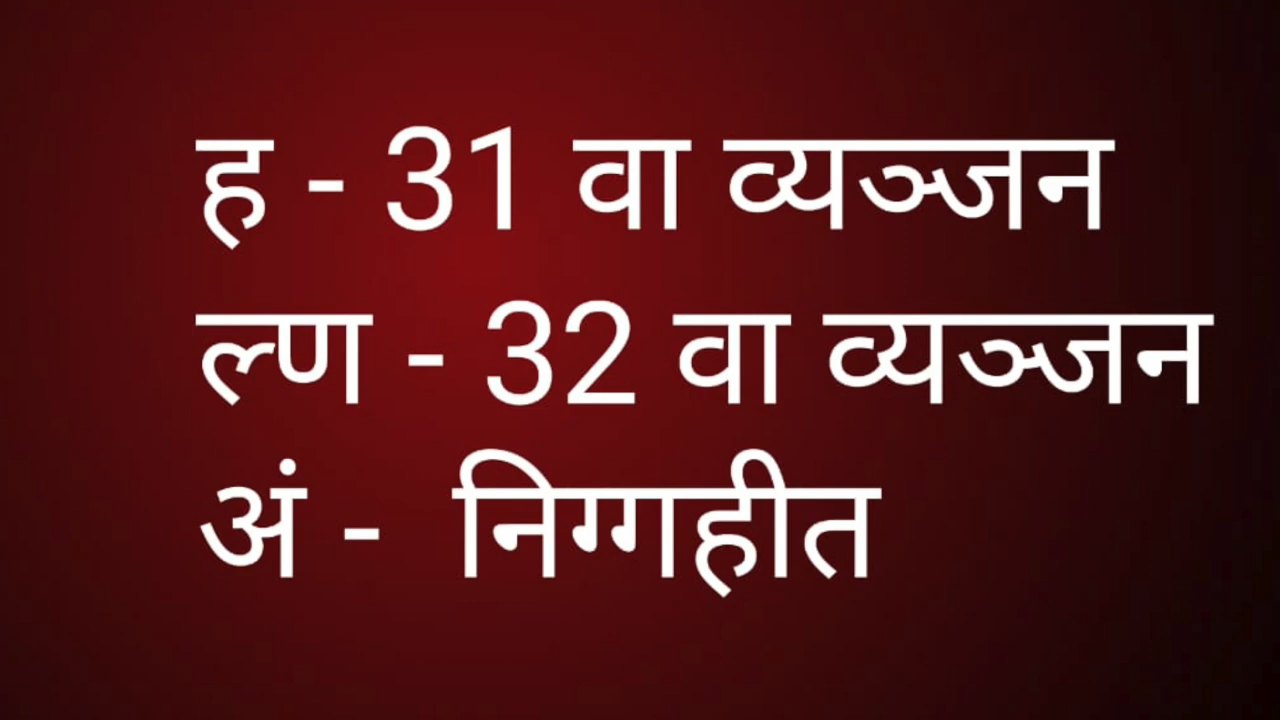 ह - 31 वा व्यञ्जन
ल्ण - 32 वा व्यञ्जन
अं - निग्गहीत